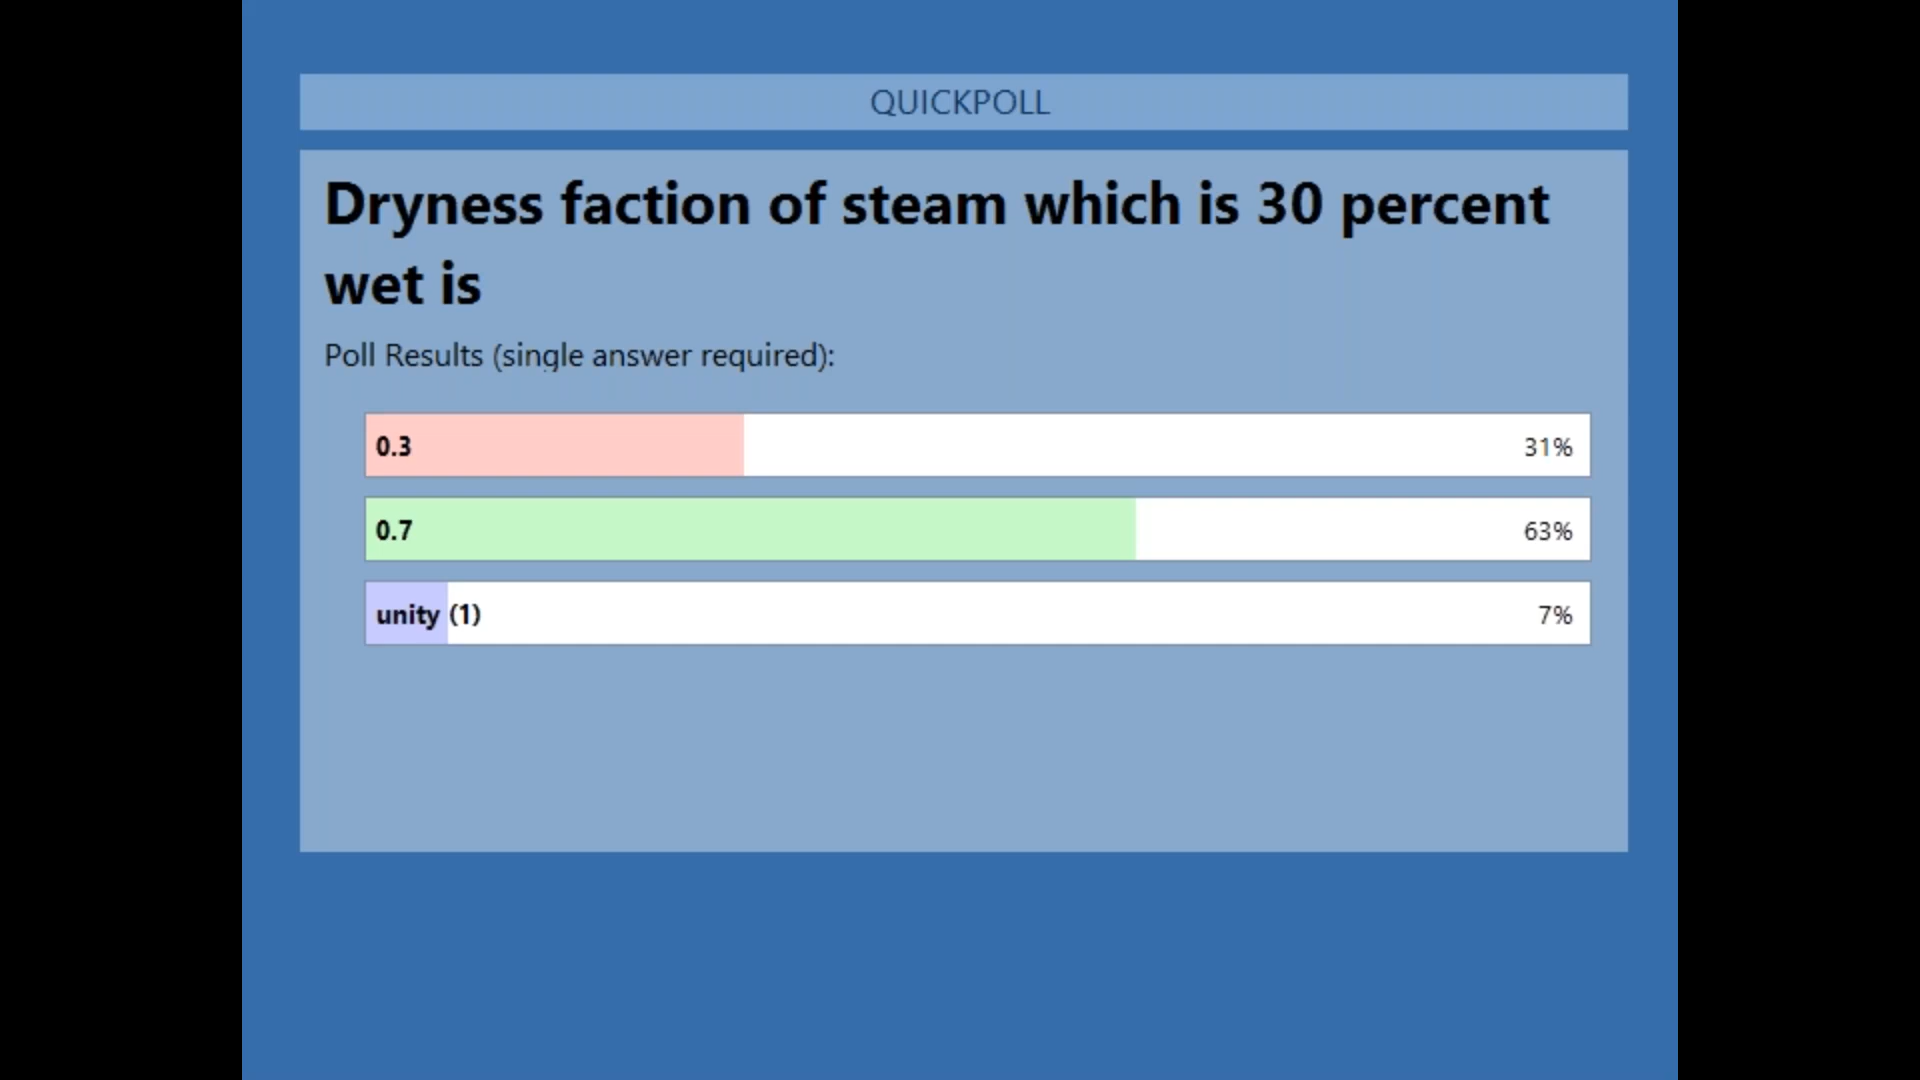 QUICKPOLL
Dryness faction of steam which is 30 percent
wet is
Poll Results (single answer required):
0.3 31%
0.7 63%
unity (1) 7%